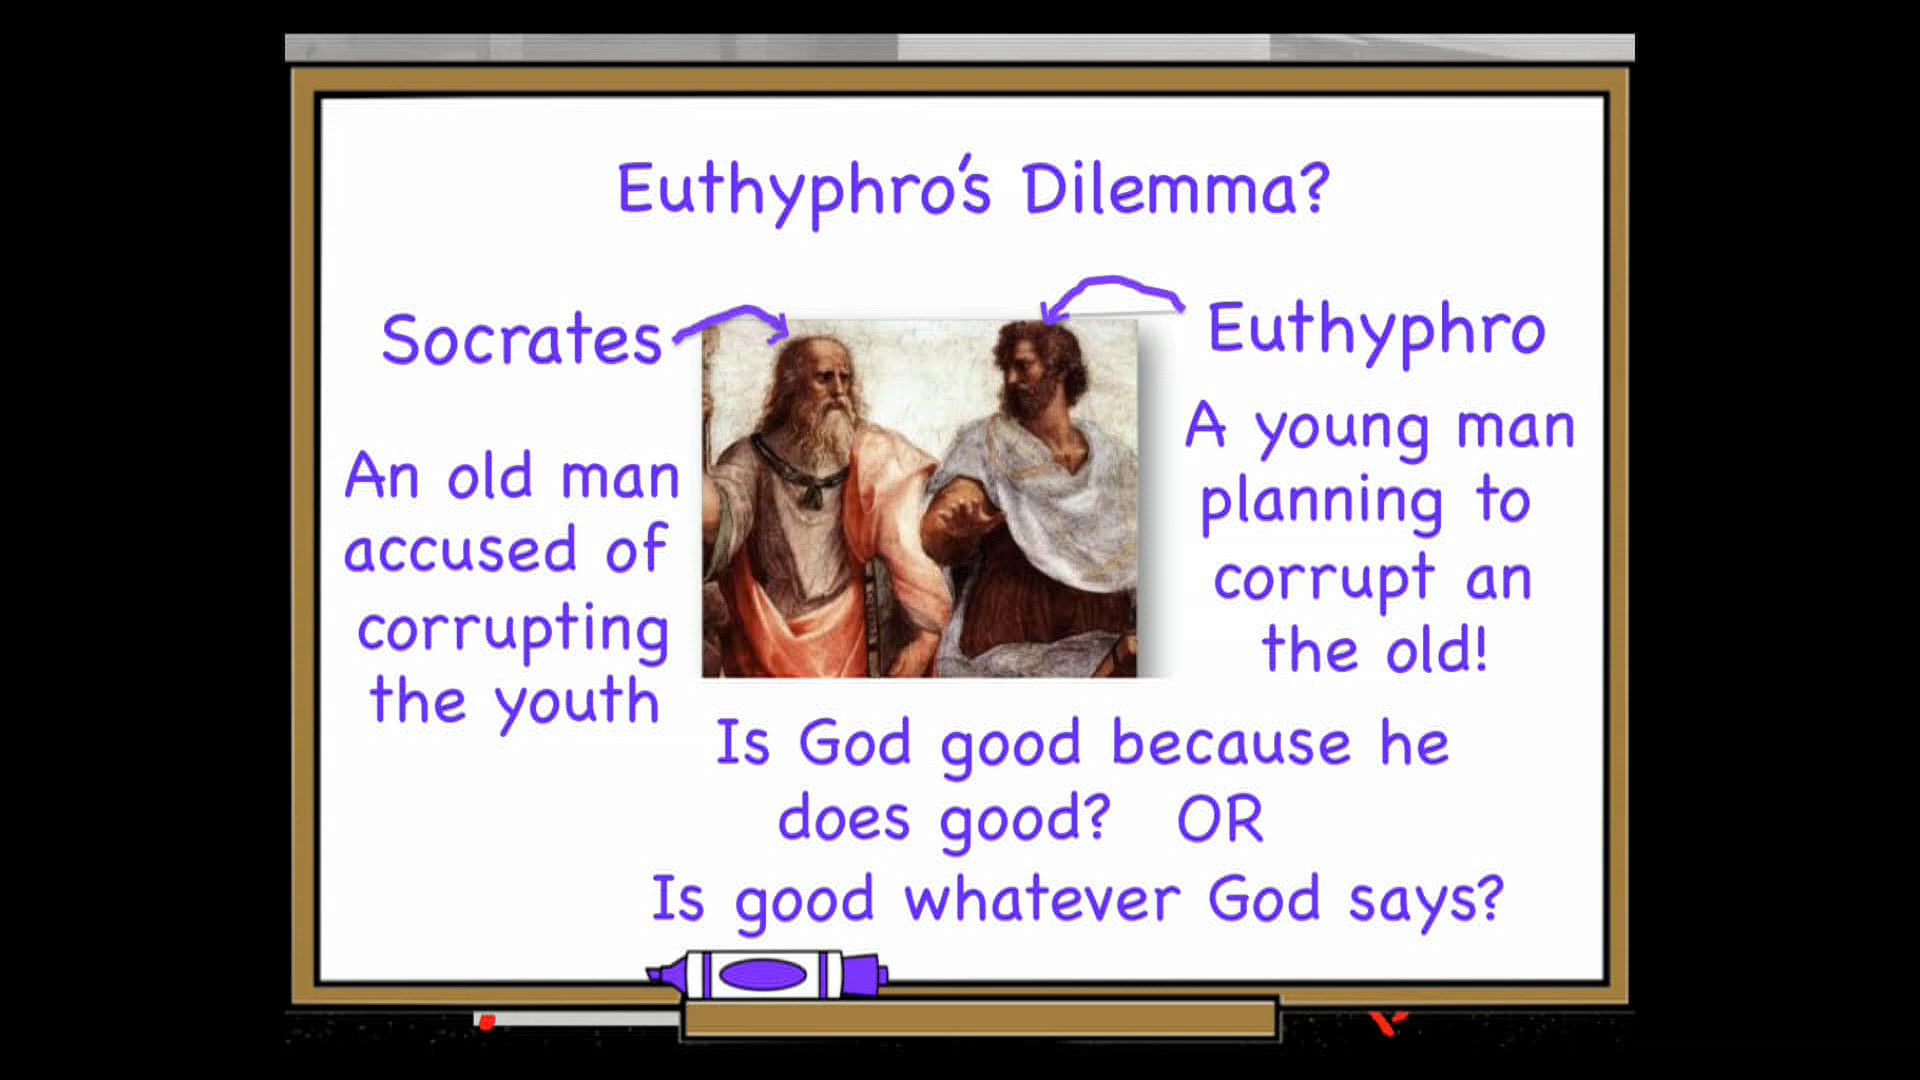 Euthyphro's Dilemma?
Socrates
An old man
accused of
corrupting
the youth
Euthyphro
A young man
planning to
corrupt an
the old!
Is God good because he
does good? OR
Is good whatever God says?